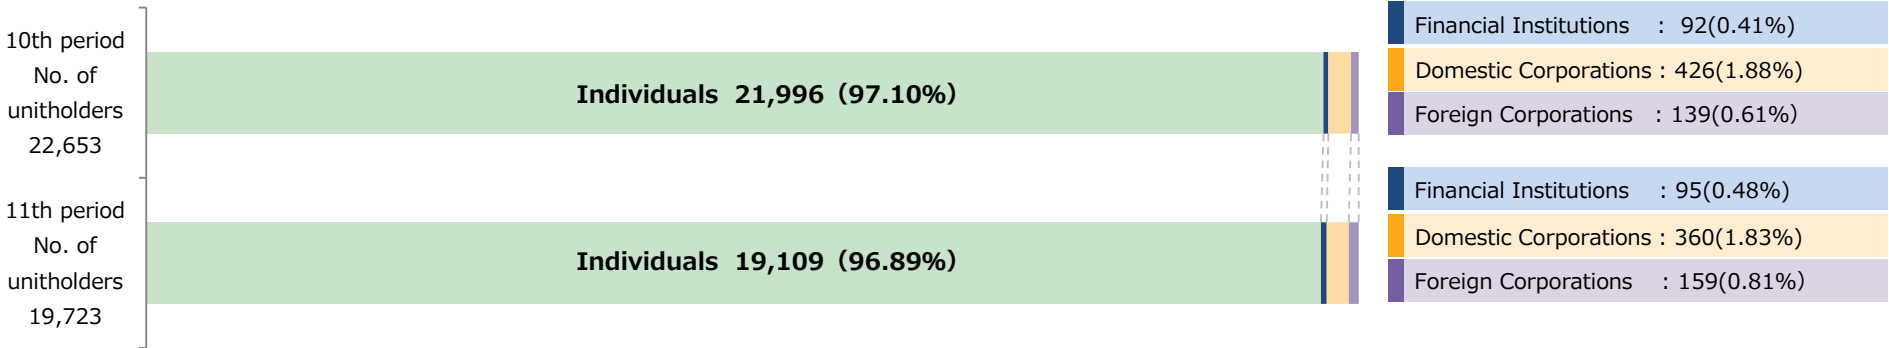 10th period
No. of
unitholders
22,653
Individuals 21,996（97.10%）
Financial Institutions : 92(0.41%)
Domestic Corporations : 426(1.88%)
Foreign Corporations : 139(0.61%）
11th period
No. of
unitholders
19,723
Individuals 19,109（96.89%）
Financial Institutions : 95(0.48%)
Domestic Corporations : 360(1.83%)
Foreign Corporations : 159(0.81%）